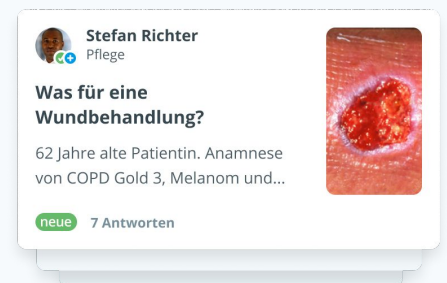 Stefan Richter
Pflege
Was für eine
Wundbehandlung?
62 Jahre alte Patientin. Anamnese
von COPD Gold 3, Melanom und...
neue 7 Antworten